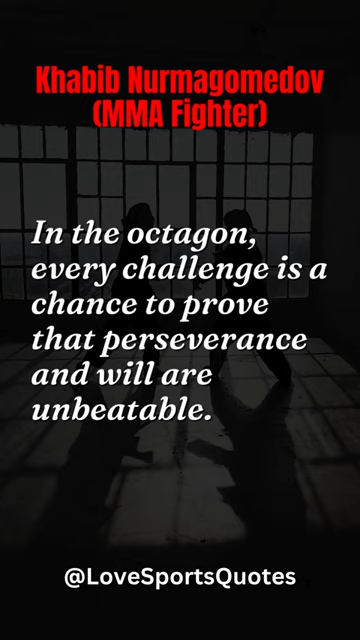 Khabib Nurmagomedov
(MMA Fighter)
In the octagon,
every challenge is a
chance to prove
that perseverance
and will are
unbeatable.
@LoveSportsQuotes